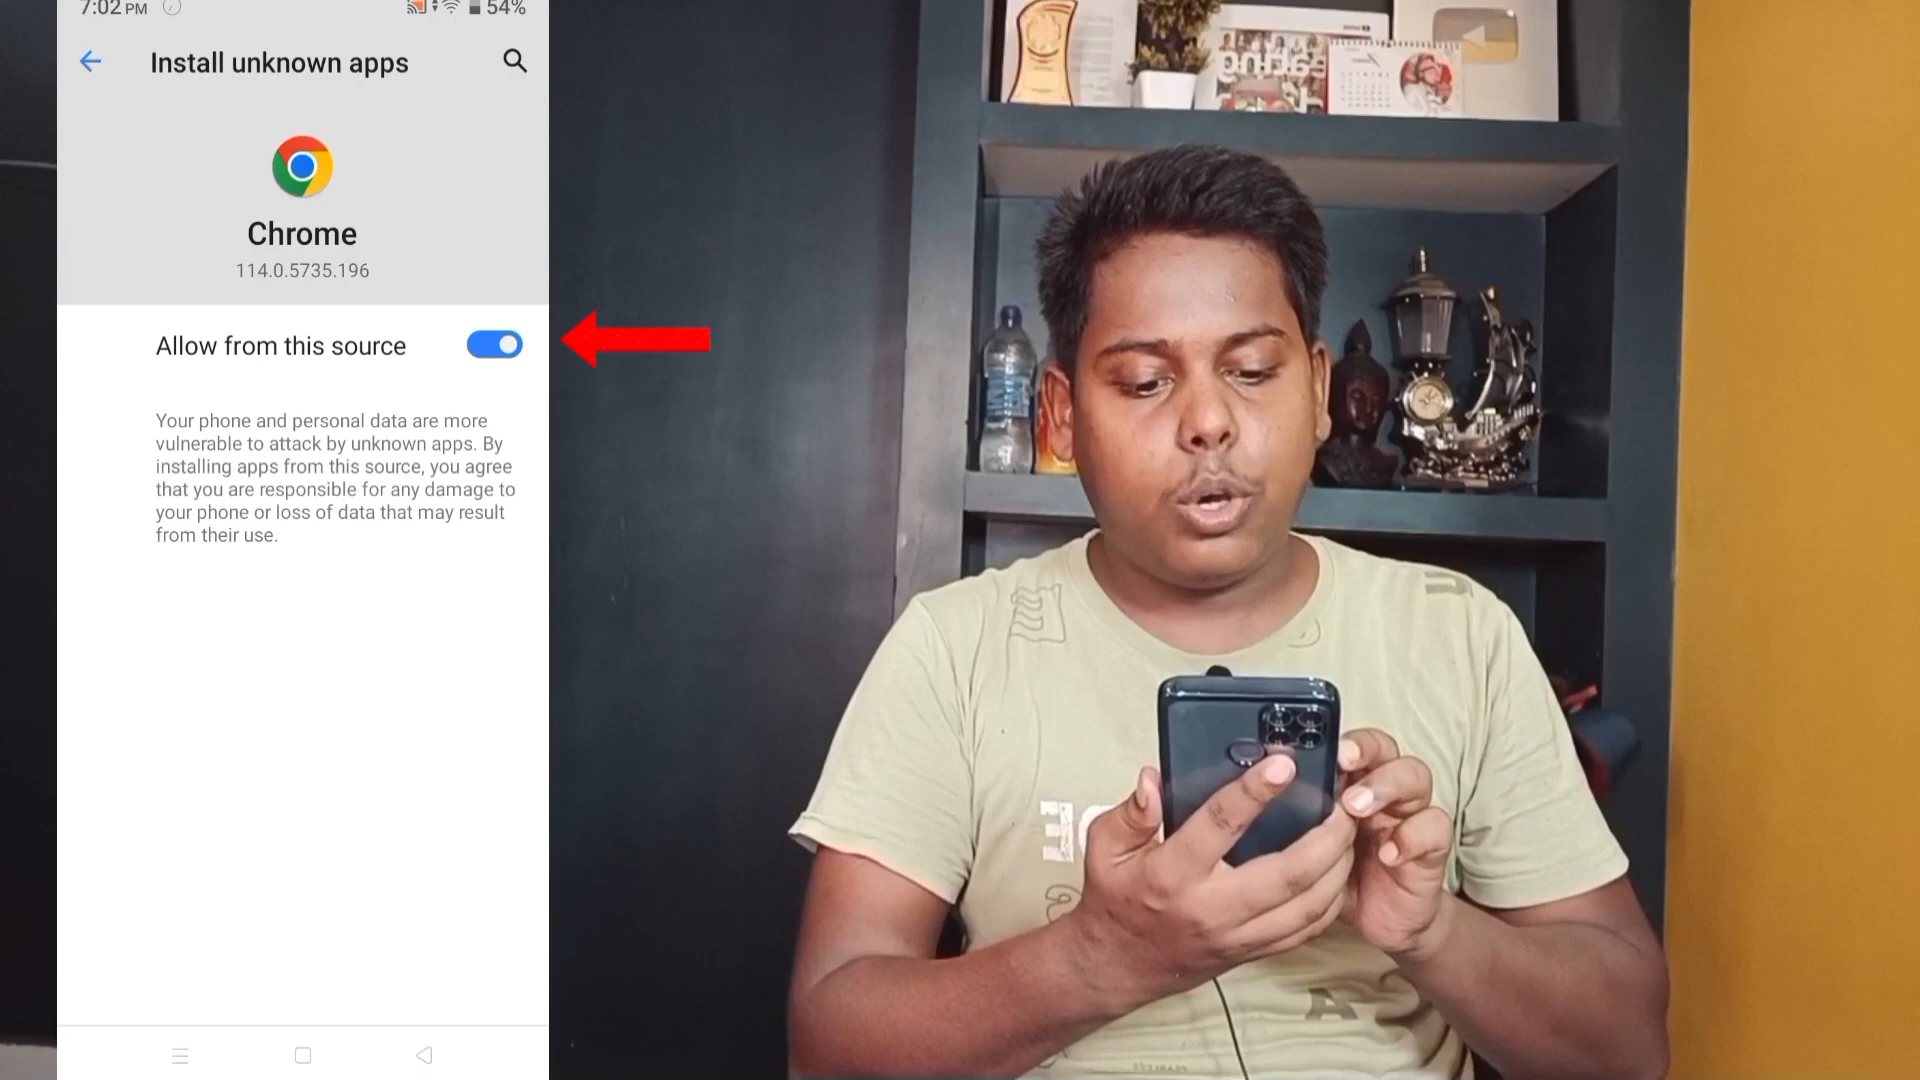 7:02 PM
54%
Install unknown apps
Chrome
114.0.5735.196
Allow from this source
Your phone and personal data are more
vulnerable to attack by unknown apps. By
installing apps from this source, you agree
that you are responsible for any damage to
your phone or loss of data that may result
from their use.
eating
A
FEARLESS